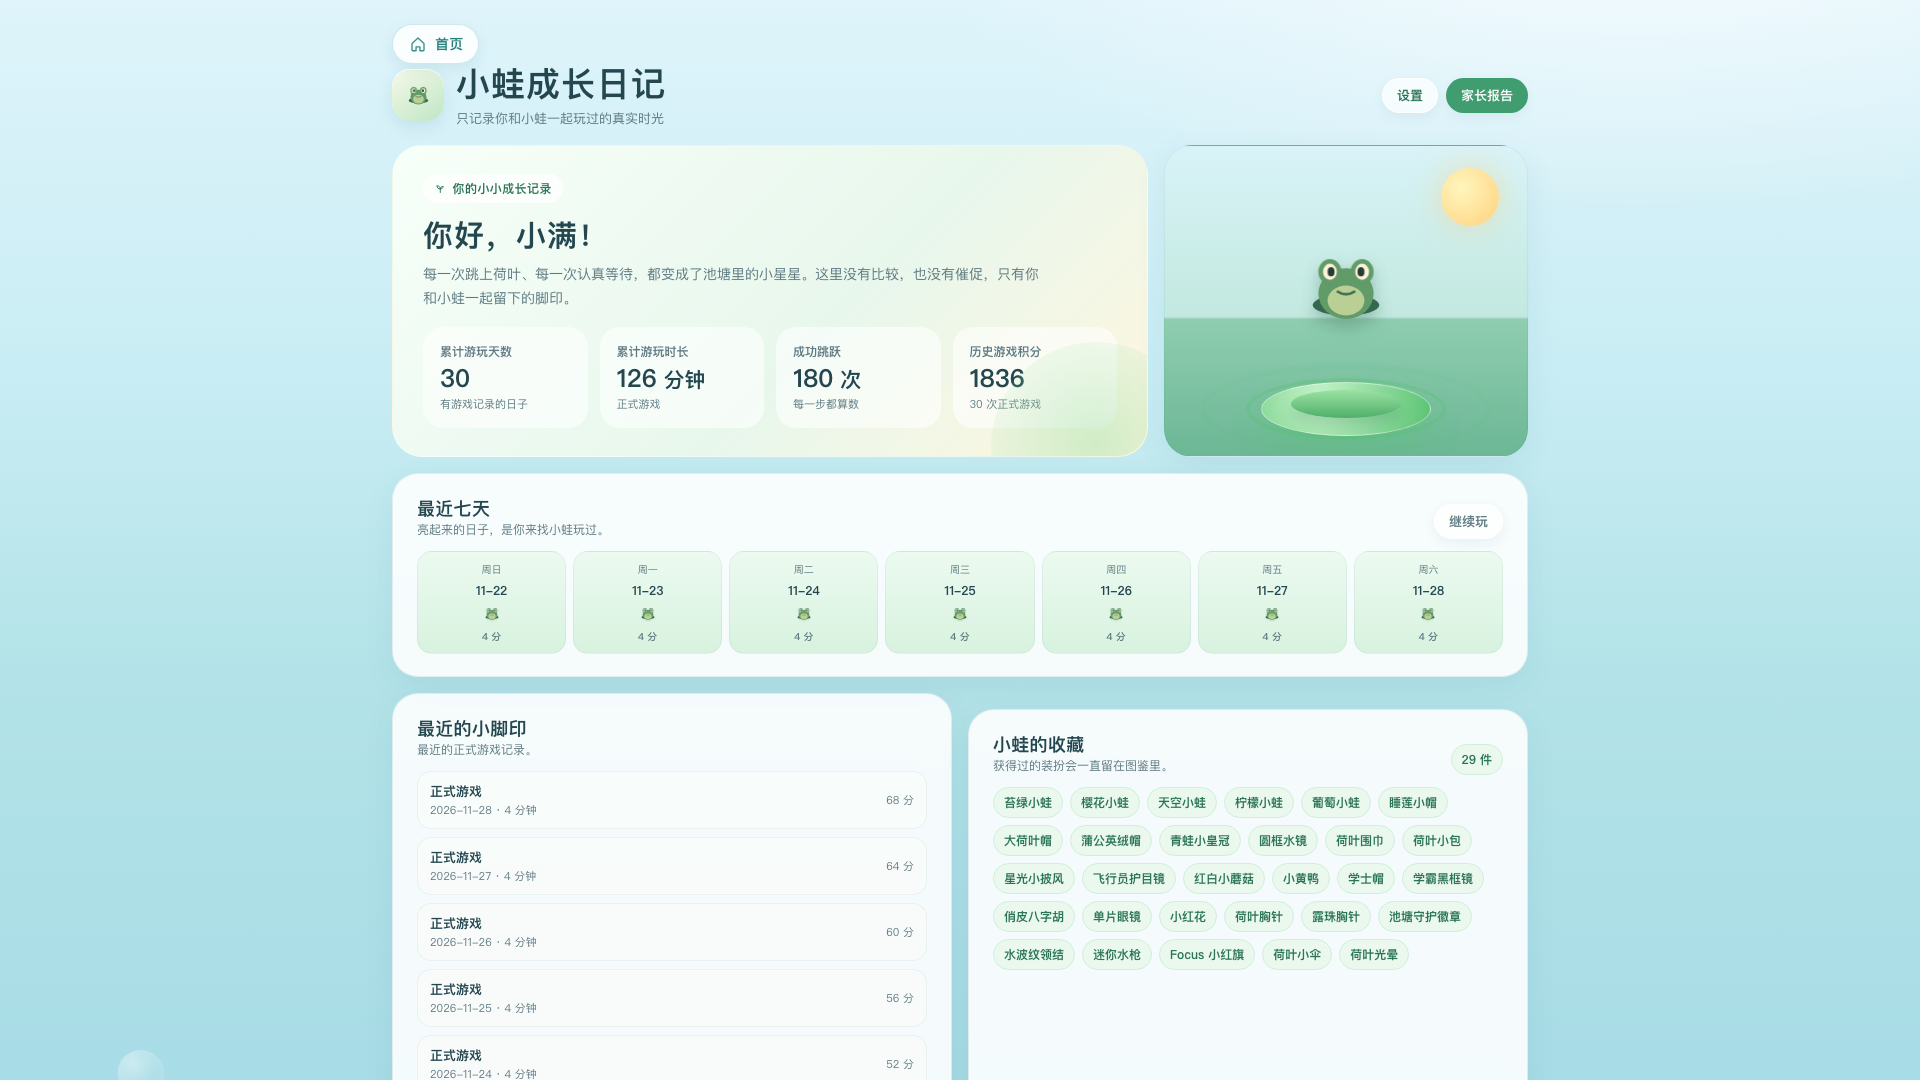 首页
小蛙成长日记
只记录你和小蛙一起玩过的真实时光
设置
家长报告
你的小小成长记录
你好，小满！
每一次跳上荷叶、每一次认真等待，都变成了池塘里的小星星。这里没有比较，也没有催促，只有你
和小蛙一起留下的脚印。
累计游玩天数
30
有游戏记录的日子
累计游玩时长
126 分钟
正式游戏
成功跳跃
180 次
每一步都算数
历史游戏积分
1836
30 次正式游戏
最近七天
亮起来的日子，是你来找小蛙玩过。
继续玩
周日
11-22
4 分
周一
11-23
4 分
周二
11-24
4 分
周三
11-25
4 分
周四
11-26
4 分
周五
11-27
4 分
周六
11-28
4 分
最近的小脚印
最近的正式游戏记录。
正式游戏
2026-11-28 · 4 分钟
68 分
正式游戏
2026-11-27 · 4 分钟
64 分
正式游戏
2026-11-26 · 4 分钟
60 分
正式游戏
2026-11-25 · 4 分钟
56 分
正式游戏
2026-11-24 · 4 分钟
52 分
小蛙的收藏
获得过的装扮会一直留在图鉴里。
29 件
苔绿小蛙 樱花小蛙 天空小蛙 柠檬小蛙 葡萄小蛙 睡莲小帽
大荷叶帽 蒲公英绒帽 青蛙小皇冠 圆框水镜 荷叶围巾 荷叶小包
星光小披风 飞行员护目镜 红白小蘑菇 小黄鸭 学士帽 学霸黑框镜
俏皮八字胡 单片眼镜 小红花 荷叶胸针 露珠胸针 池塘守护徽章
水波纹领结 迷你水枪 Focus 小红旗 荷叶小伞 荷叶光晕